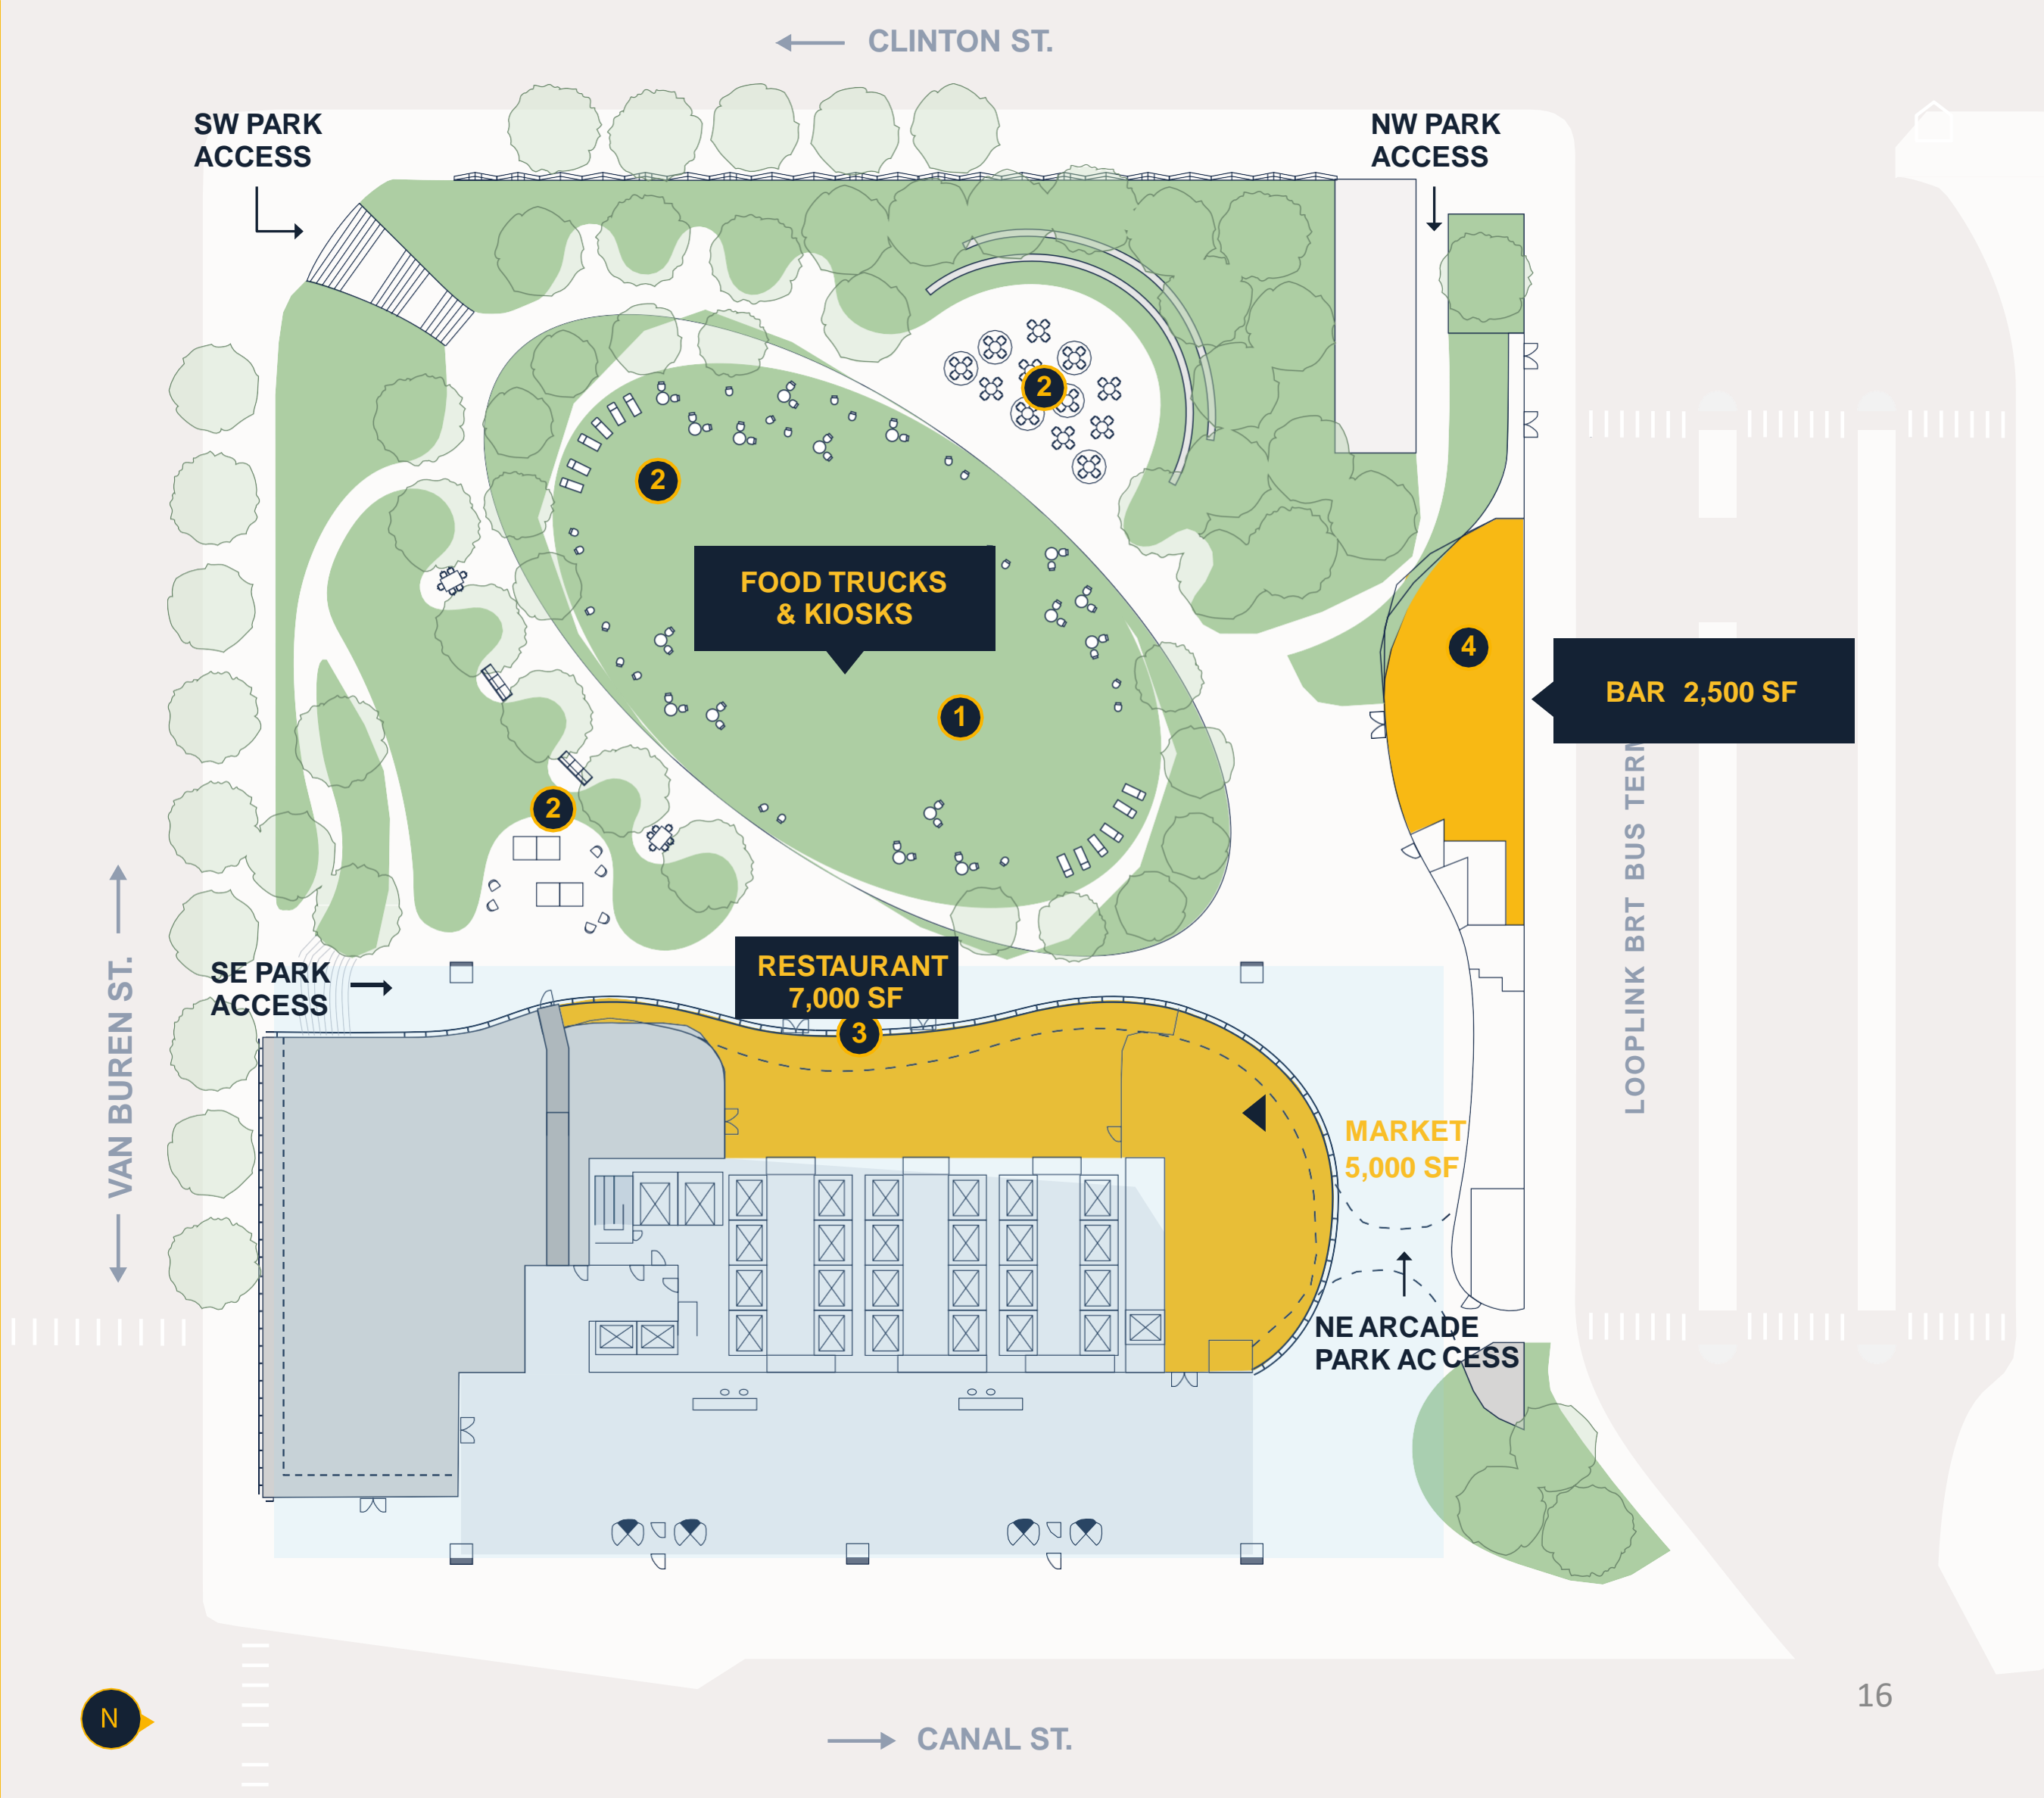 CLINTON ST.
SW PARK
ACCESS
NW PARK
ACCESS
2
2
FOOD TRUCKS
& KIOSKS
4
BAR 2,500 SF
1
2
LOOPLINK BRT BUS TERM
VAN BUREN ST.
SE PARK
ACCESS
RESTAURANT
7,000 SF
3
MARKET
5,000 SF
NE ARCADE
PARK ACCESS
N
16
CANAL ST.